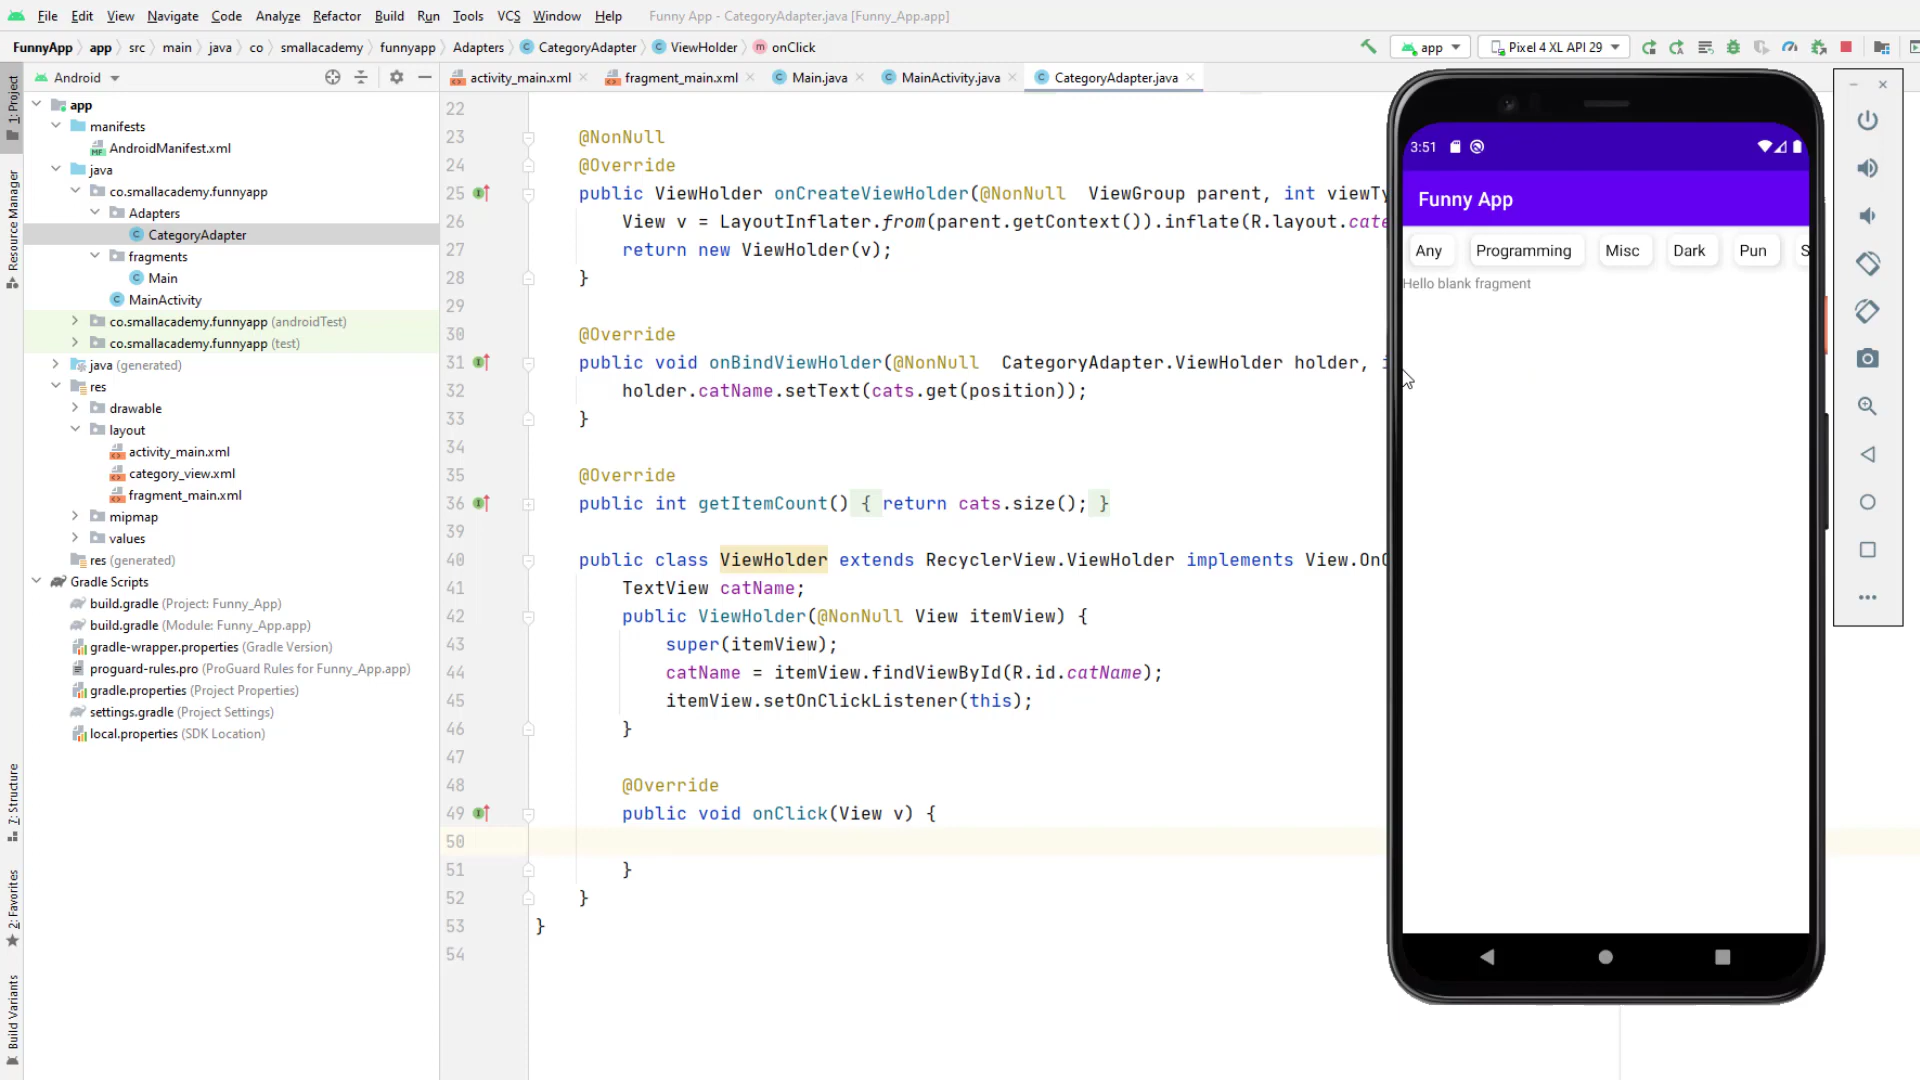 File Edit View Navigate Code Analyze Refactor Build Run Tools VCS Window Help Funny App - CategoryAdapter.java [Funny_App.app]
FunnyApp app src main java co smallacademy funnyapp Adapters CategoryAdapter ViewHolder onClick app Pixel 4 XL API 29
Android activity_main.xml fragment_main.xml Main.java MainActivity.java CategoryAdapter.java
1: Project
Resource Manager
7: Structure
2: Favorites
Build Variants
app
manifests
AndroidManifest.xml
java
co.smallacademy.funnyapp
Adapters
CategoryAdapter
fragments
Main
MainActivity
co.smallacademy.funnyapp (androidTest)
co.smallacademy.funnyapp (test)
java (generated)
res
drawable
layout
activity_main.xml
category_view.xml
fragment_main.xml
mipmap
values
res (generated)
Gradle Scripts
build.gradle (Project: Funny_App)
build.gradle (Module: Funny_App.app)
gradle-wrapper.properties (Gradle Version)
proguard-rules.pro (ProGuard Rules for Funny_App.app)
gradle.properties (Project Properties)
settings.gradle (Project Settings)
local.properties (SDK Location)
22
23 @NonNull
24 @Override
25 public ViewHolder onCreateViewHolder(@NonNull ViewGroup parent, int viewTy
26 View v = LayoutInflater.from(parent.getContext()).inflate(R.layout.cate
27 return new ViewHolder(v);
28 }
29
30 @Override
31 public void onBindViewHolder(@NonNull CategoryAdapter.ViewHolder holder, i
32 holder.catName.setText(cats.get(position));
33 }
34
35 @Override
36 public int getItemCount() { return cats.size(); }
39
40 public class ViewHolder extends RecyclerView.ViewHolder implements View.OnC
41 TextView catName;
42 public ViewHolder(@NonNull View itemView) {
43 super(itemView);
44 catName = itemView.findViewById(R.id.catName);
45 itemView.setOnClickListener(this);
46 }
47
48 @Override
49 public void onClick(View v) {
50
51 }
52 }
53 }
54
3:51
Funny App
Any Programming Misc Dark Pun S
Hello blank fragment